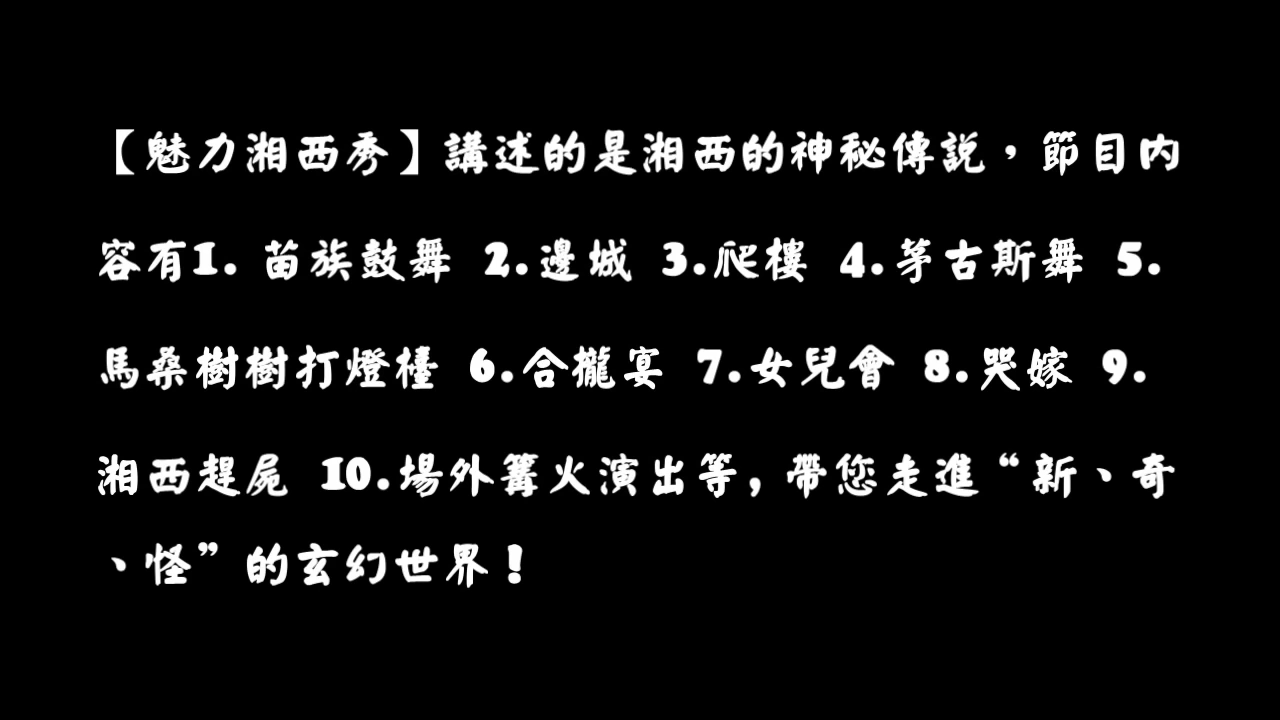 【魅力湘西秀】講述的是湘西的神秘傳説，節目内
容有1. 苗族鼓舞 2.邊城 3.爬樓 4.茅古斯舞 5.
馬桑樹樹打燈檯 6.合攏宴 7.女兒會 8.哭嫁 9.
湘西趕屍 10.場外篝火演出等, 帶您走進“新、奇
、怪”的玄幻世界！